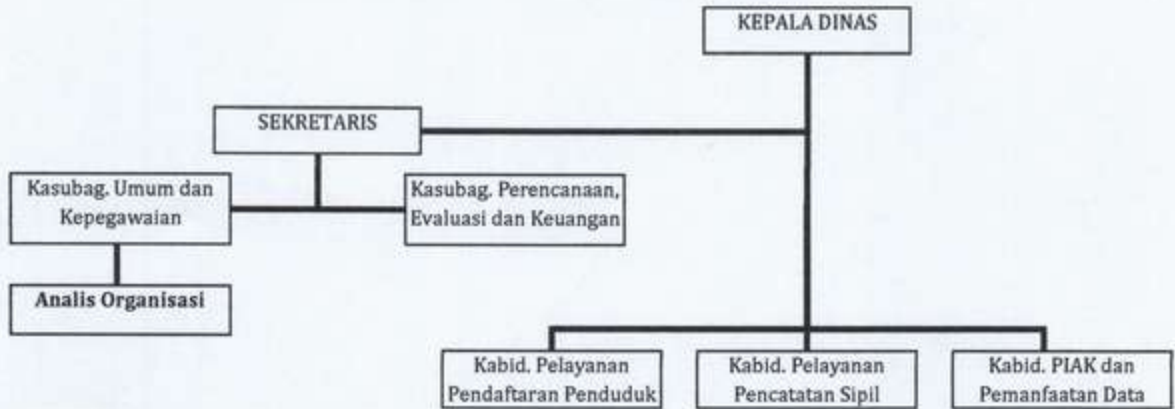 KEPALA DINAS
SEKRETARIS
Kasubag. Umum dan
Kepegawaian
Kasubag. Perencanaan,
Evaluasi dan Keuangan
Analis Organisasi
Kabid. Pelayanan
Pendaftaran Penduduk
Kabid. Pelayanan
Pencatatan Sipil
Kabid. PIAK dan
Pemanfaatan Data